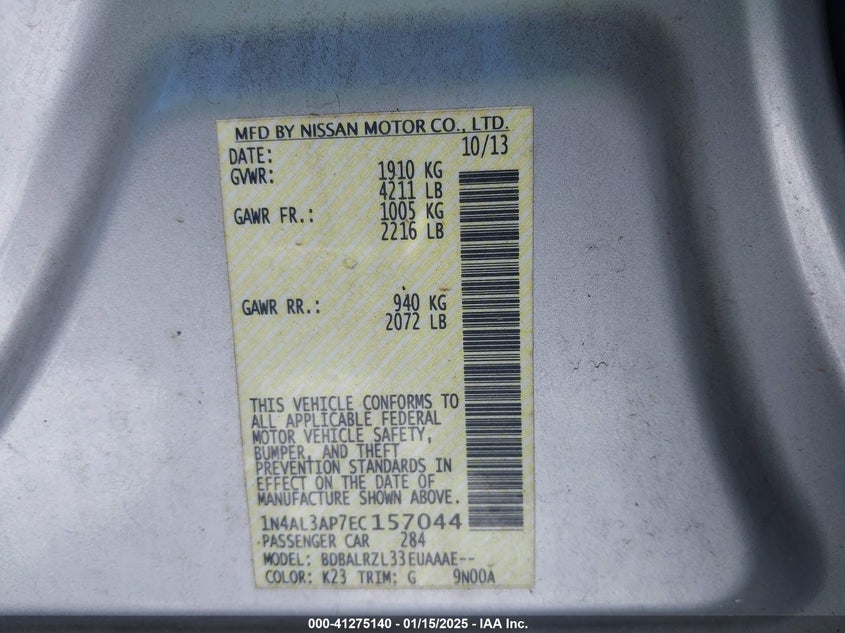 MFD BY NISSAN MOTOR CO., LTD.
DATE: 10/13
GVWR: 1910 KG
4211 LB
GAWR FR.: 1005 KG
2216 LB
GAWR RR.: 940 KG
2072 LB
THIS VEHICLE CONFORMS TO
ALL APPLICABLE FEDERAL
MOTOR VEHICLE SAFETY,
BUMPER, AND THEFT
PREVENTION STANDARDS IN
EFFECT ON THE DATE OF
MANUFACTURE SHOWN ABOVE.
1N4AL3AP7EC157044
PASSENGER CAR 284
MODEL: BDBALRZL33EUAAAE--
COLOR: K23 TRIM: G 9N00A
000-41275140 - 01/15/2025 - IAA Inc.